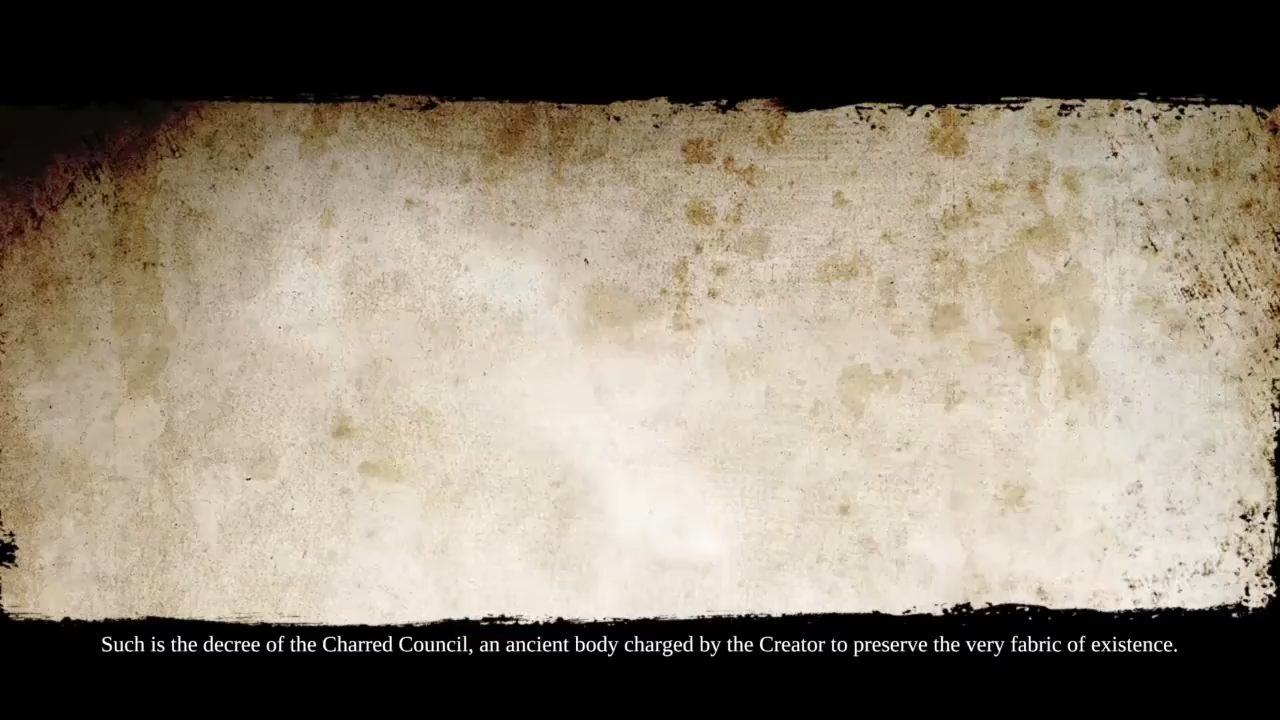 Such is the decree of the Charred Council, an ancient body charged by the Creator to preserve the very fabric of existence.